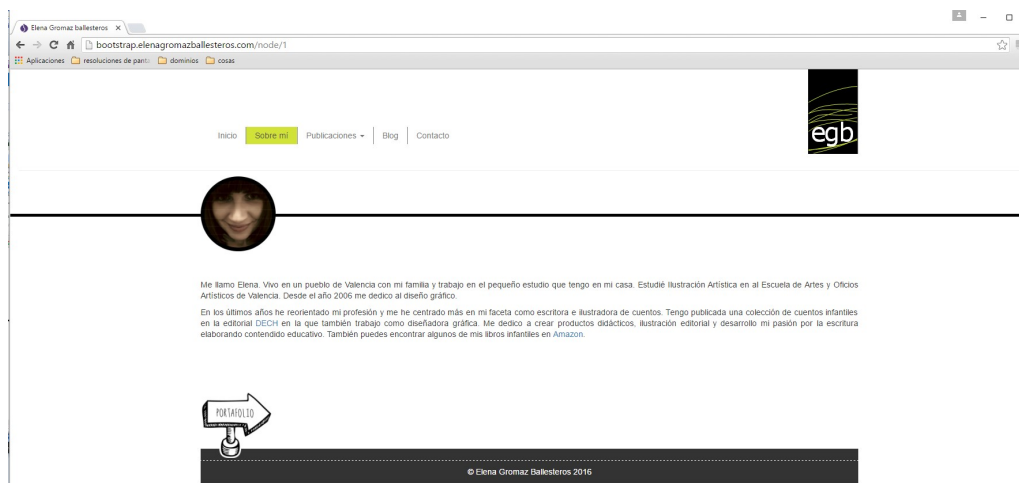 Elena Gromaz ballesteros
bootstrap.elenagromazballesteros.com/node/1
Aplicaciones resoluciones de panta dominios cosas
egb
Inicio Sobre mí Publicaciones Blog Contacto
Me llamo Elena. Vivo en un pueblo de Valencia con mi familia y trabajo en el pequeño estudio que tengo en mi casa. Estudié Ilustración Artística en al Escuela de Artes y Oficios
Artísticos de Valencia. Desde el año 2006 me dedico al diseño gráfico.
En los últimos años he reorientado mi profesión y me he centrado más en mi faceta como escritora e ilustradora de cuentos. Tengo publicada una colección de cuentos infantiles
en la editorial DECH en la que también trabajo como diseñadora gráfica. Me dedico a crear productos didácticos, ilustración editorial y desarrollo mi pasión por la escritura
elaborando contendido educativo. También puedes encontrar algunos de mis libros infantiles en Amazon.
PORTAFOLIO
© Elena Gromaz Ballesteros 2016